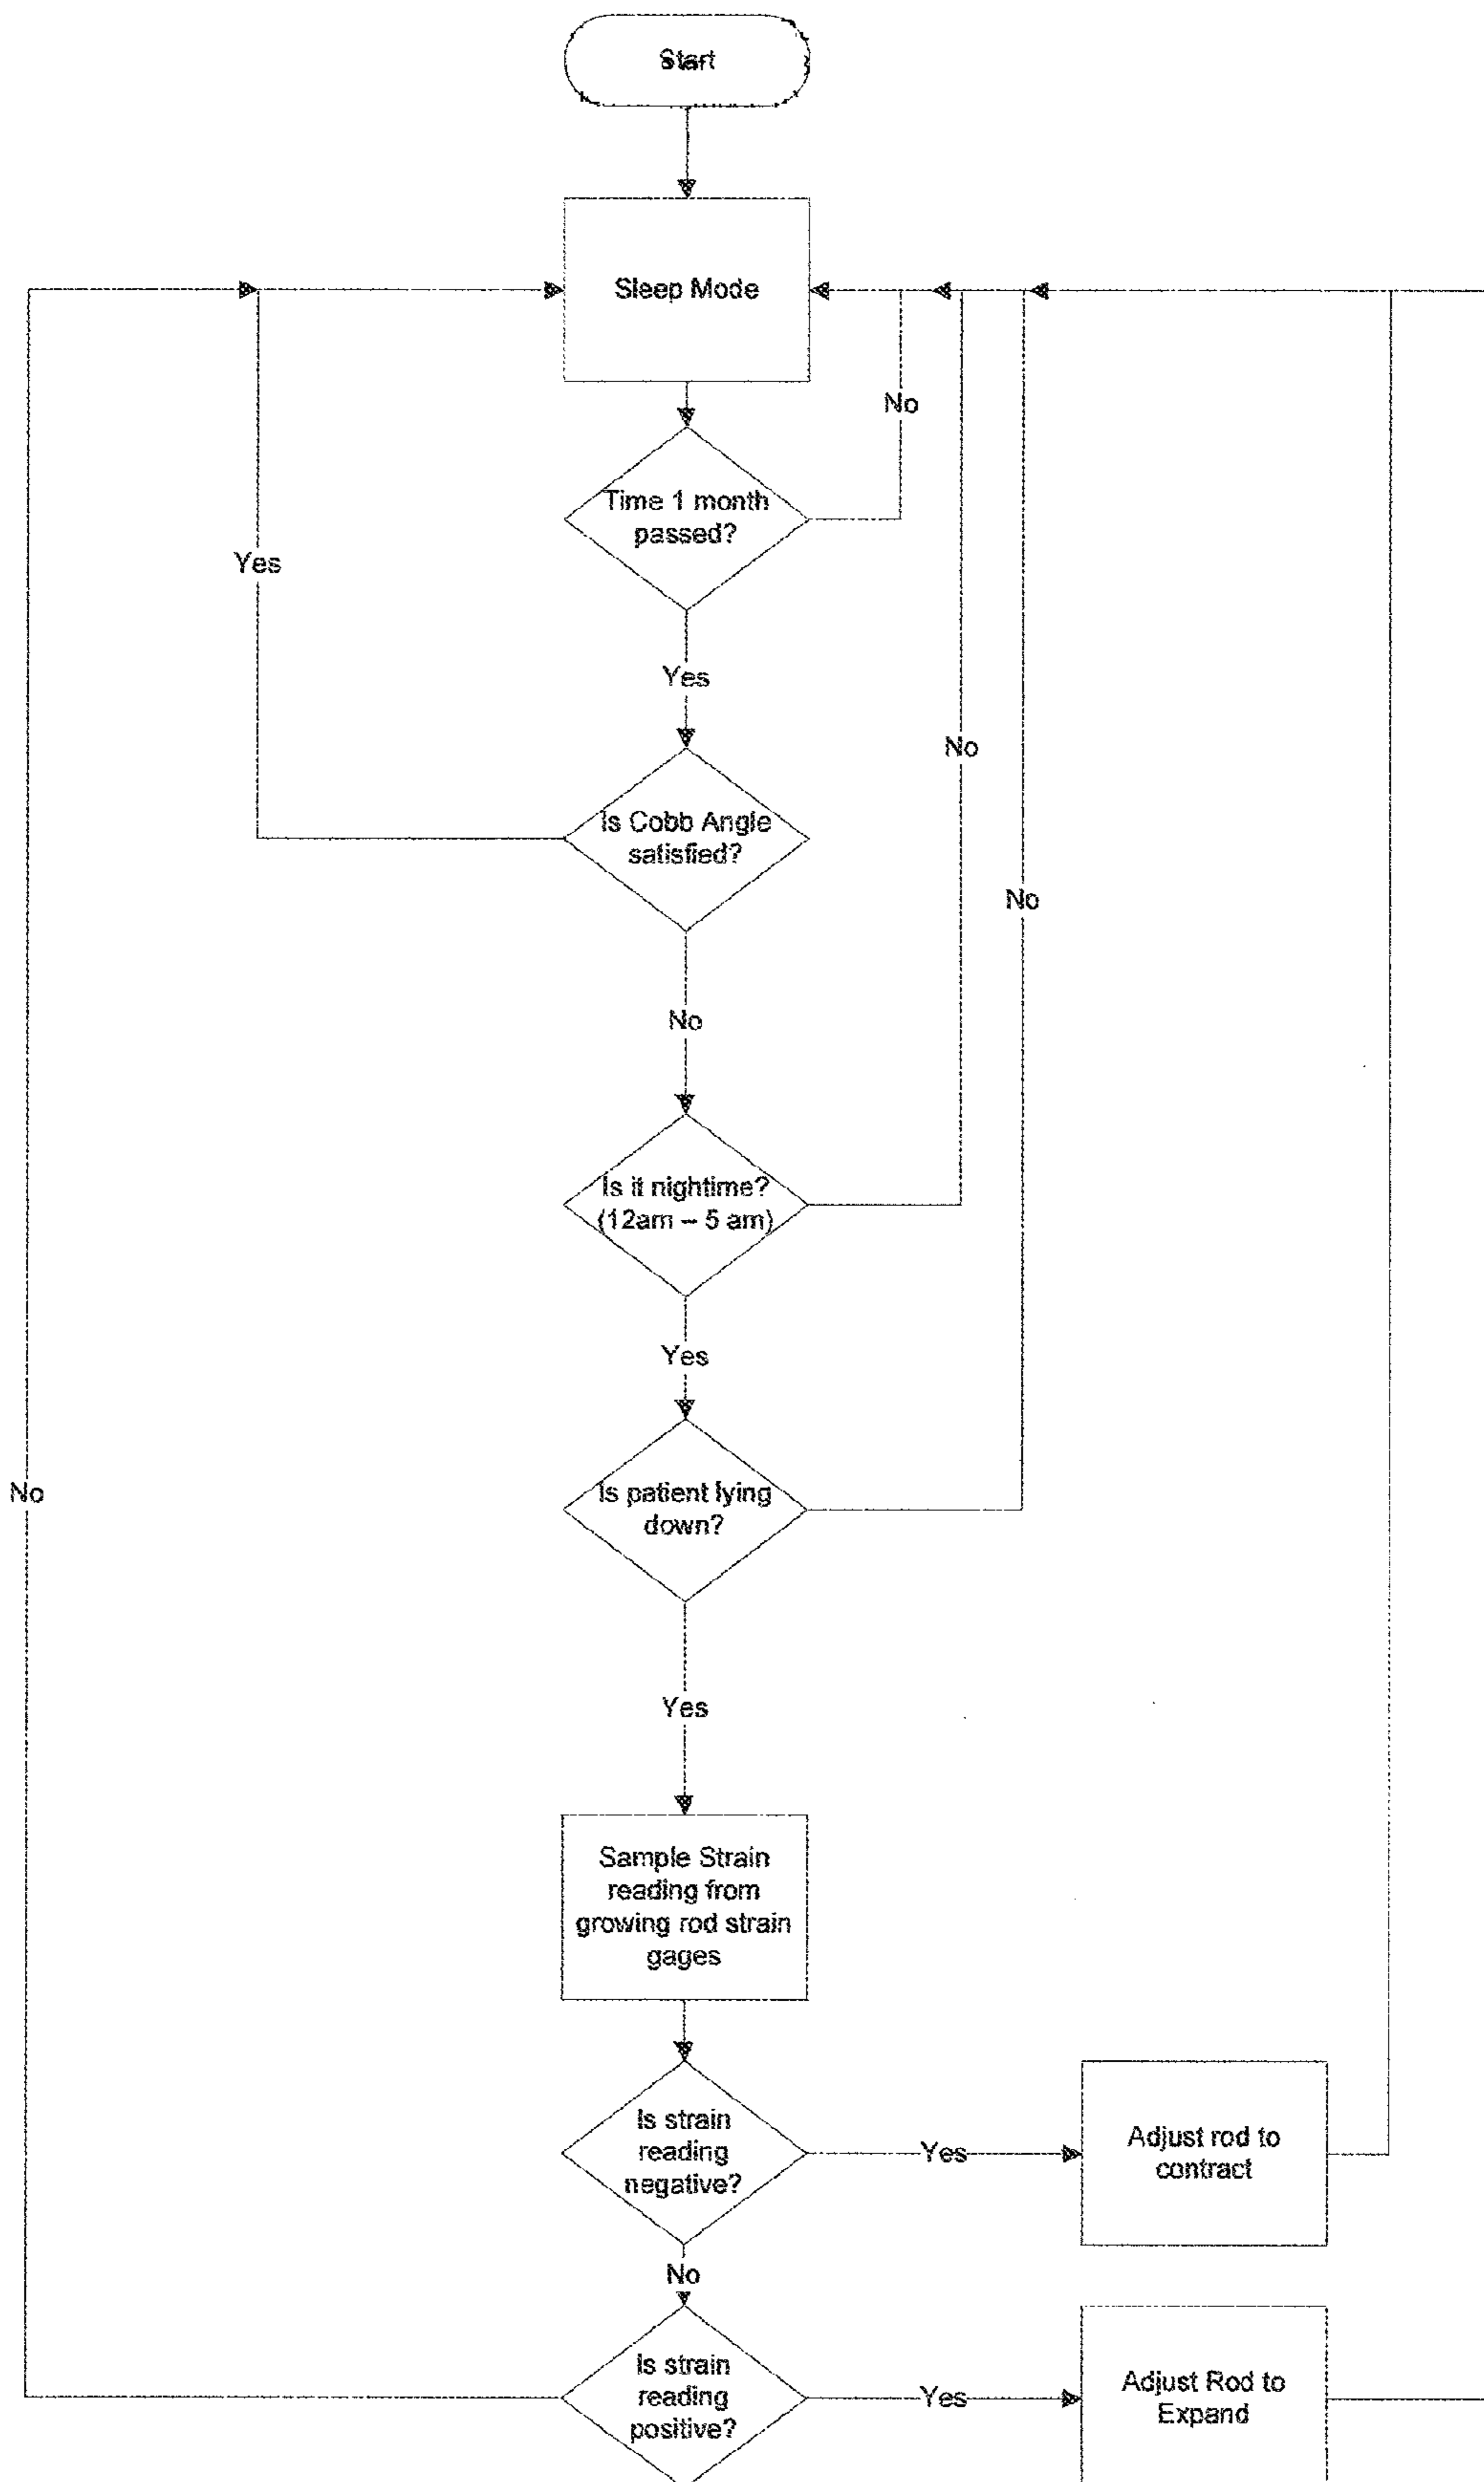 Start
Sleep Mode
No
Time 1 month
passed?
Yes
Yes
No
Is Cobb Angle
satisfied?
No
No
Is it nightime?
(12am – 5 am)
Yes
No
Is patient lying
down?
Yes
Sample Strain
reading from
growing rod strain
gages
Is strain
reading
negative?
Yes
Adjust rod to
contract
No
Is strain
reading
positive?
Yes
Adjust Rod to
Expand